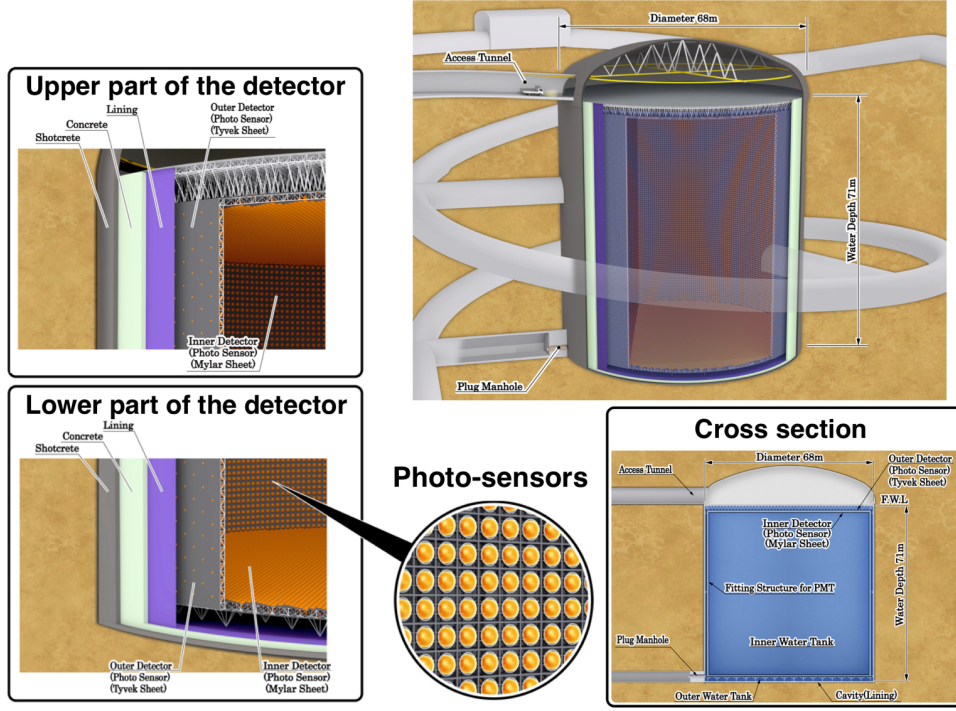 Diameter 68m
Access Tunnel
Water Depth 71m
Plug Manhole
Upper part of the detector
Lining
Concrete
Shotcrete
Outer Detector
(Photo Sensor)
(Tyvek Sheet)
Inner Detector
(Photo Sensor)
(Mylar Sheet)
Lower part of the detector
Lining
Concrete
Shotcrete
Outer Detector
(Photo Sensor)
(Tyvek Sheet)
Inner Detector
(Photo Sensor)
(Mylar Sheet)
Photo-sensors
Cross section
Diameter 68m
Outer Detector
(Photo Sensor)
(Tyvek Sheet)
Access Tunnel
F.W.L
Inner Detector
(Photo Sensor)
(Mylar Sheet)
Fitting Structure for PMT
Water Depth 71m
Inner Water Tank
Plug Manhole
Outer Water Tank
Cavity(Lining)